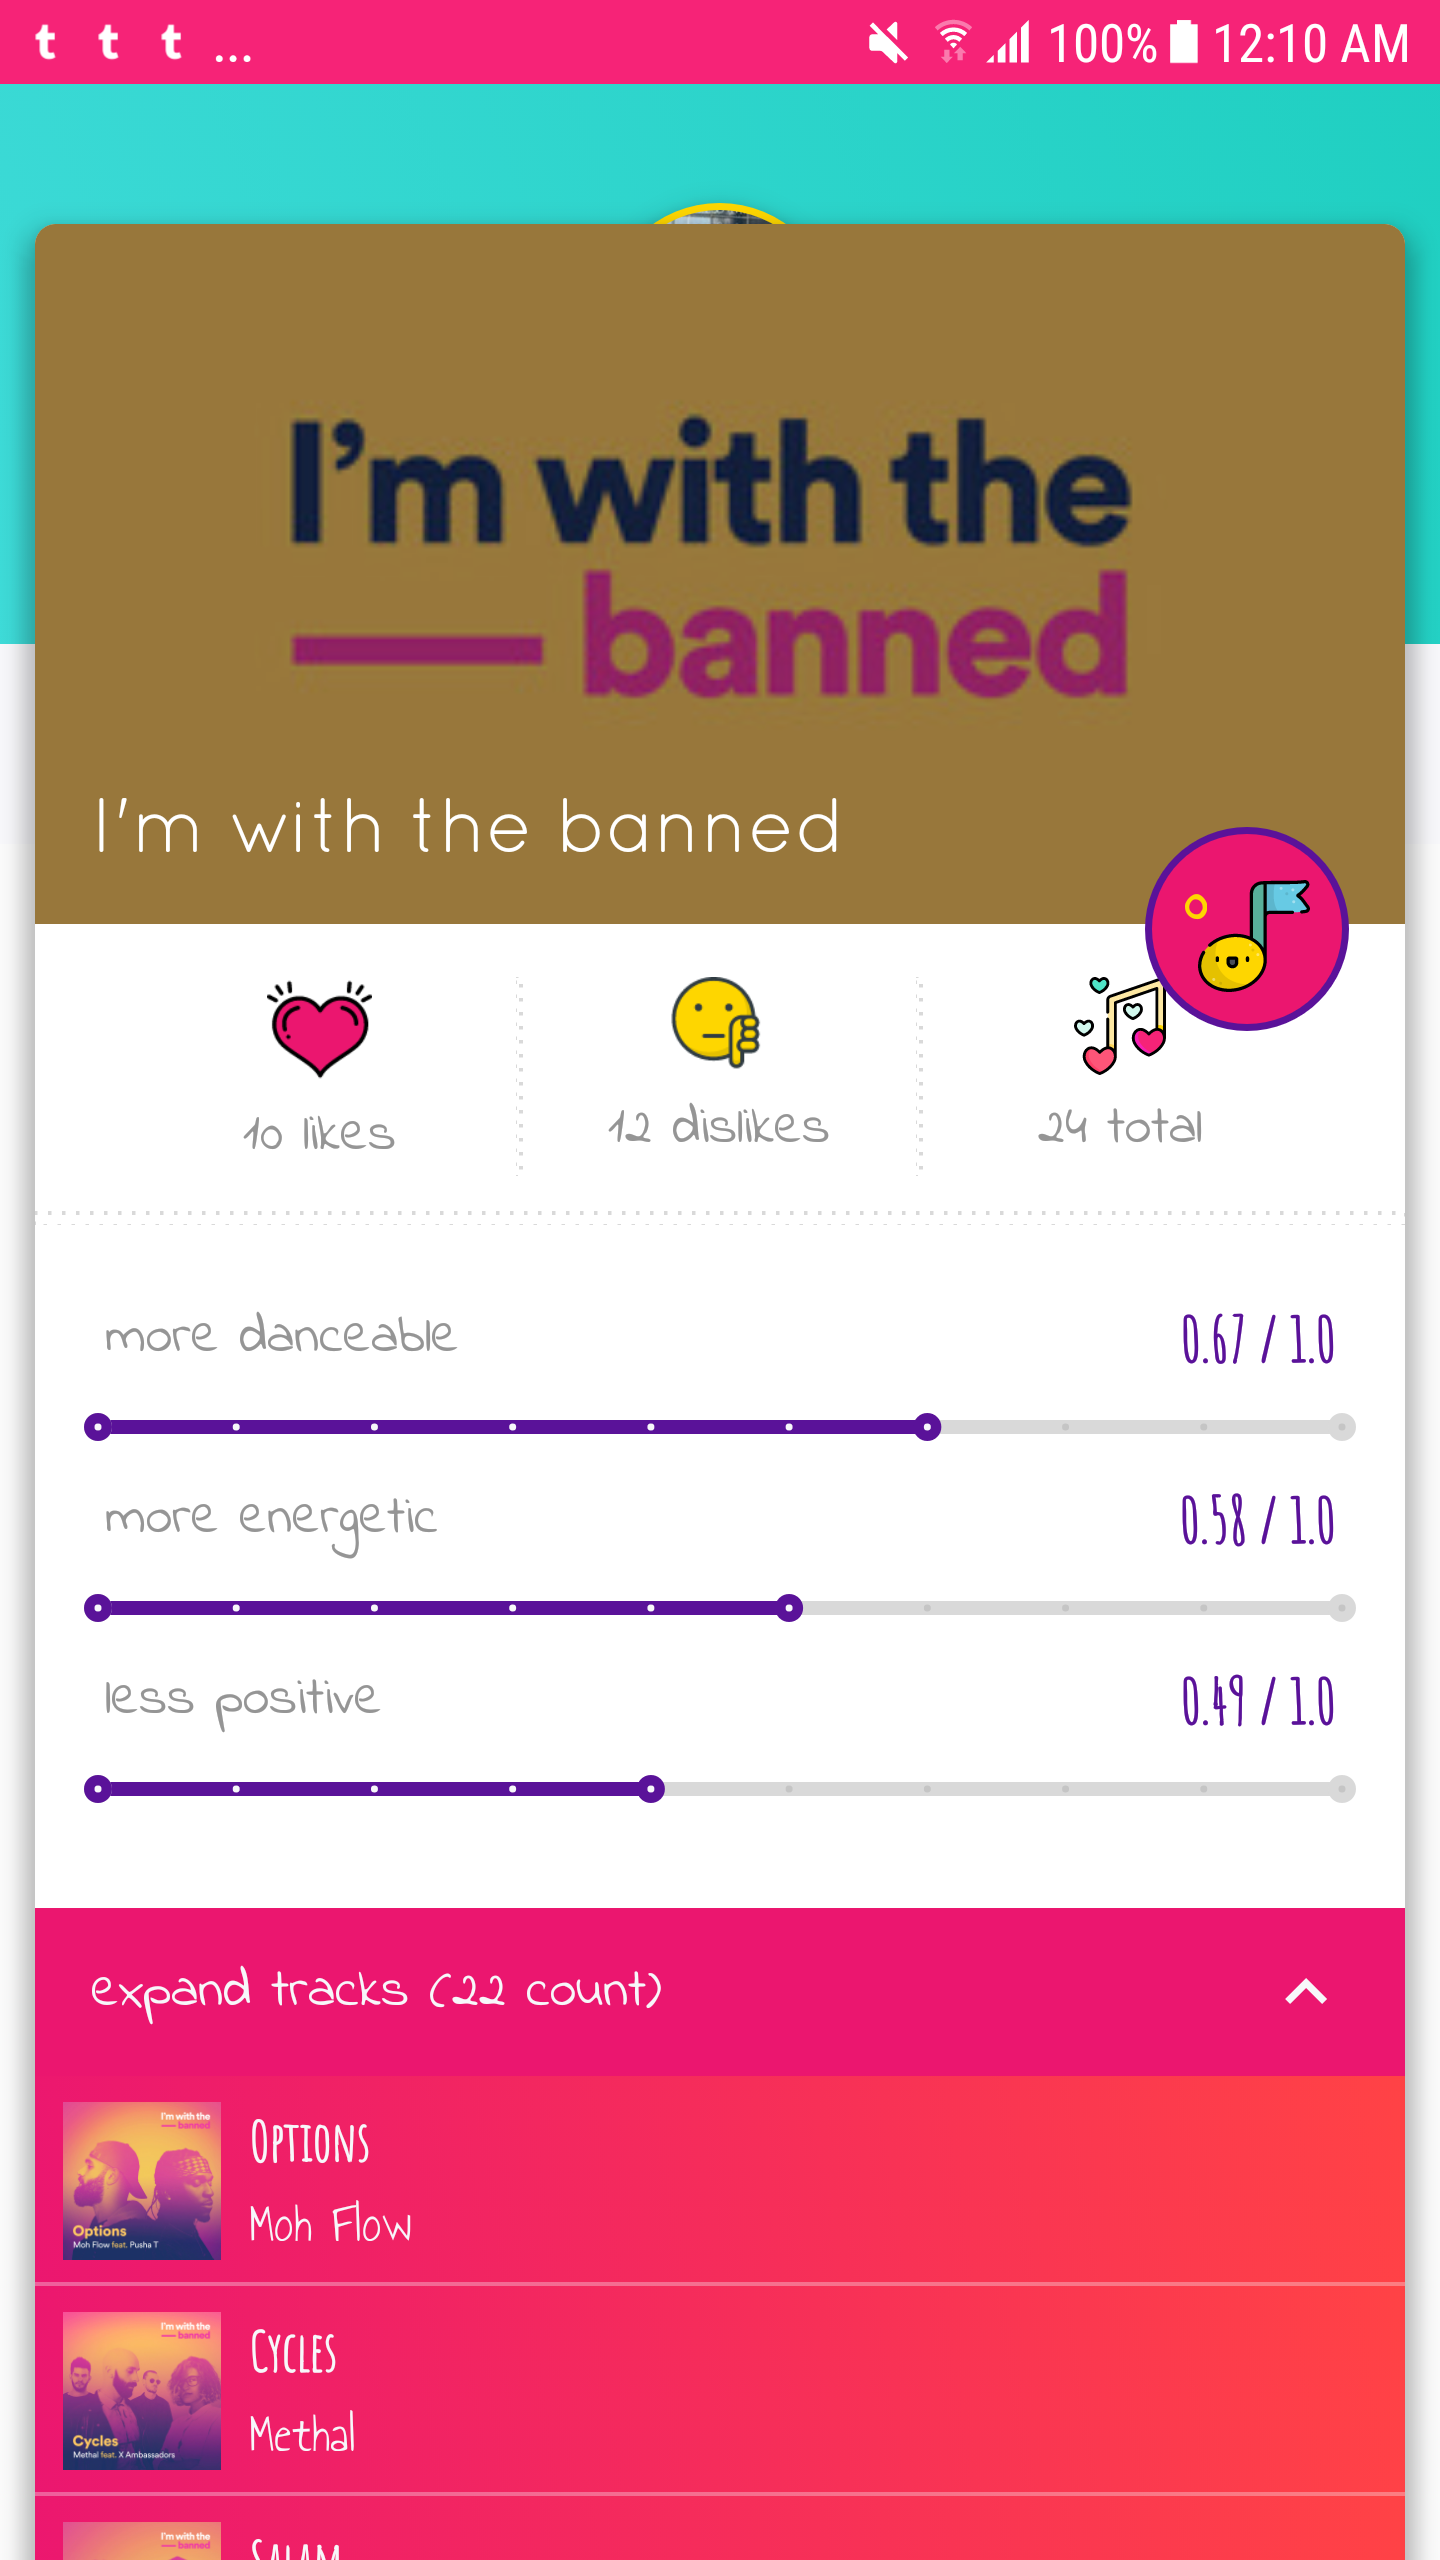 t t t ... 100% 12:10 AM
I'm with the
banned
I'm with the banned
10 likes
12 dislikes
24 total
more danceable
0.67 / 1.0
more energetic
0.58 / 1.0
less positive
0.49 / 1.0
expand tracks (22 count)
I'm with the
banned
Options
Moh Flow feat. Pusha T
Options
Moh Flow
I'm with the
banned
Cycles
Methal feat. X Ambassadors
Cycles
Methal
I'm with the
banned
Salam